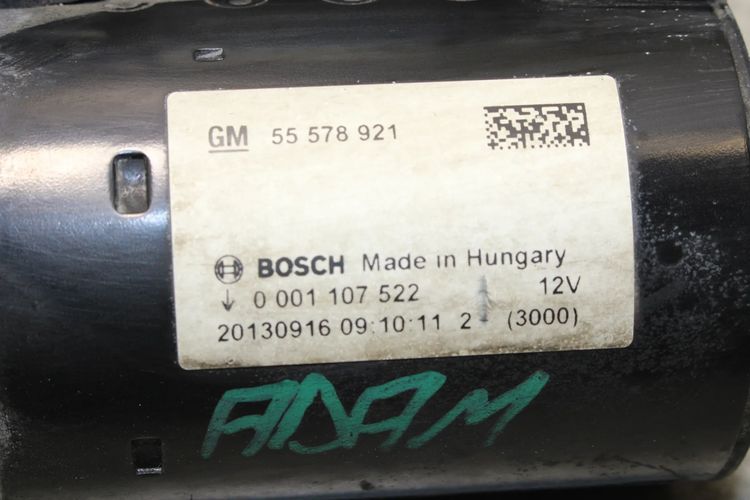 GM 55 578 921
BOSCH Made in Hungary
↓ 0 001 107 522 12V
20130916 09:10:11 2 (3000)
ADAM